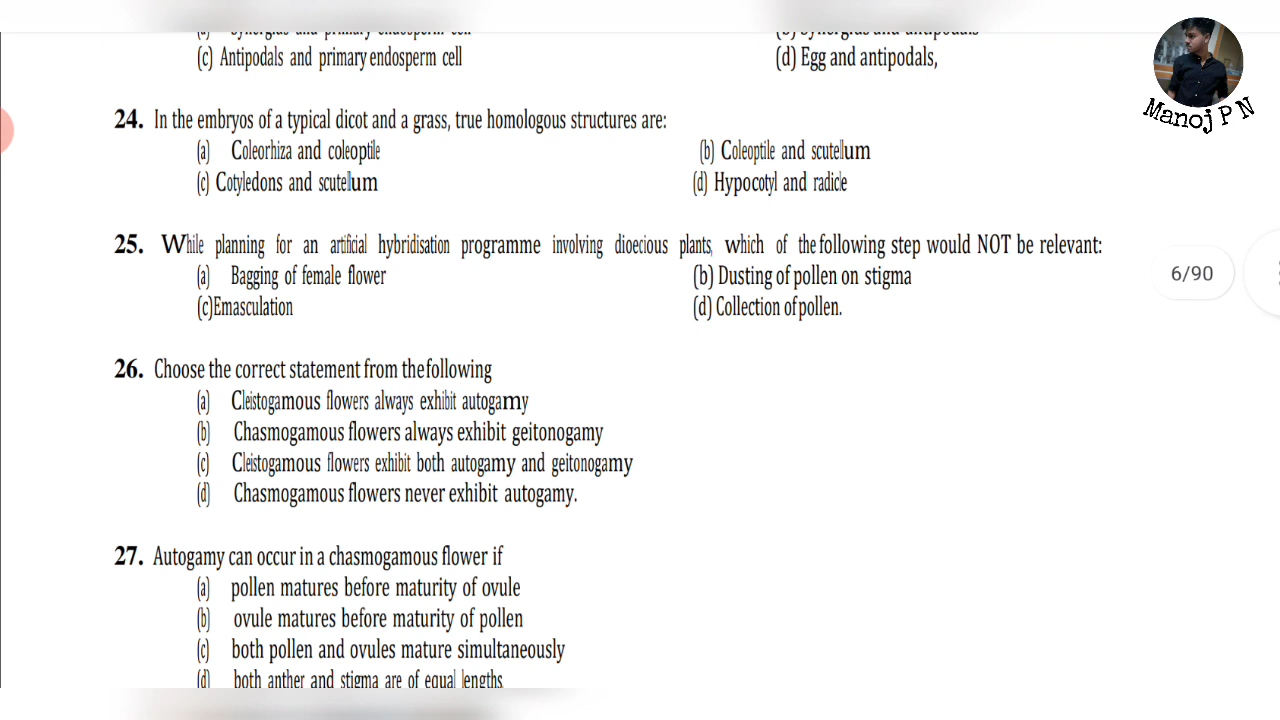 (c) Antipodals and primary endosperm cell (d) Egg and antipodals,
Manoj P N
24. In the embryos of a typical dicot and a grass, true homologous structures are:
(a) Coleorhiza and coleoptile (b) Coleoptile and scutellum
(c) Cotyledons and scutellum (d) Hypocotyl and radicle
25. While planning for an artificial hybridisation programme involving dioecious plants, which of the following step would NOT be relevant:
(a) Bagging of female flower (b) Dusting of pollen on stigma
6/90
(c)Emasculation (d) Collection of pollen.
26. Choose the correct statement from the following
(a) Cleistogamous flowers always exhibit autogamy
(b) Chasmogamous flowers always exhibit geitonogamy
(c) Cleistogamous flowers exhibit both autogamy and geitonogamy
(d) Chasmogamous flowers never exhibit autogamy.
27. Autogamy can occur in a chasmogamous flower if
(a) pollen matures before maturity of ovule
(b) ovule matures before maturity of pollen
(c) both pollen and ovules mature simultaneously
(d) both anther and stigma are of equal lengths